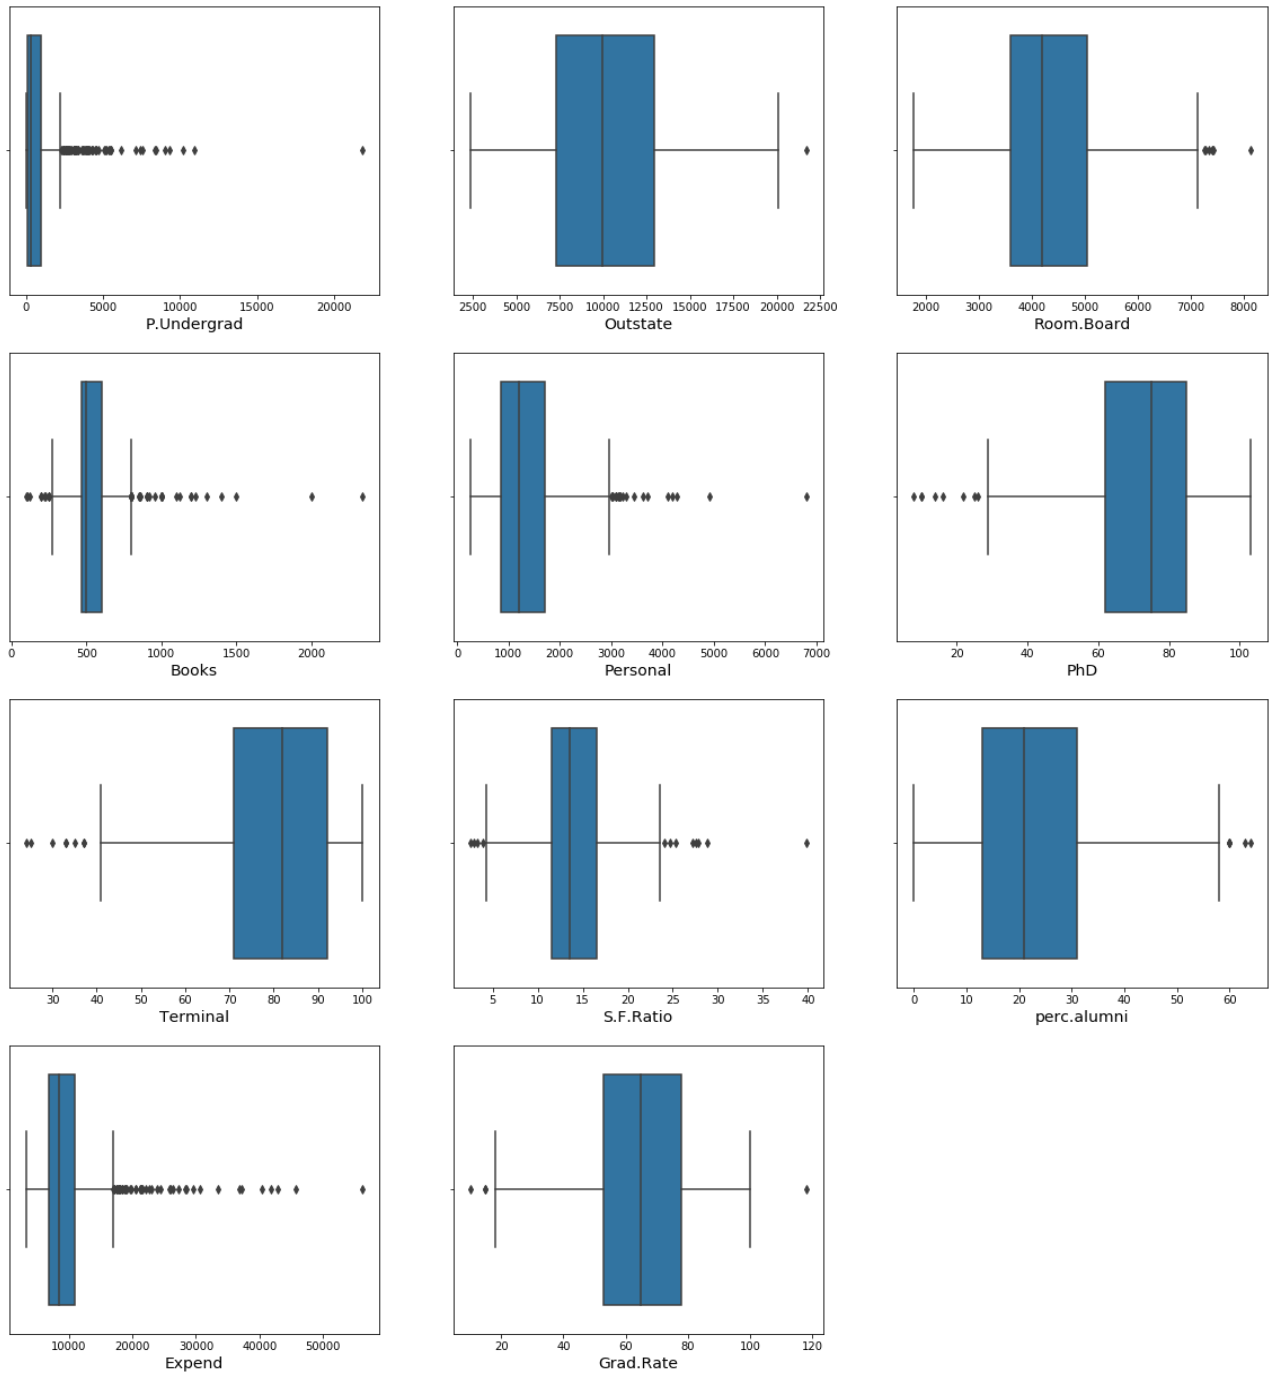 0 5000 10000 15000 20000
P.Undergrad
2500 5000 7500 10000 12500 15000 17500 20000 22500
Outstate
2000 3000 4000 5000 6000 7000 8000
Room.Board
0 500 1000 1500 2000
Books
0 1000 2000 3000 4000 5000 6000 7000
Personal
20 40 60 80 100
PhD
30 40 50 60 70 80 90 100
Terminal
5 10 15 20 25 30 35 40
S.F.Ratio
0 10 20 30 40 50 60
perc.alumni
10000 20000 30000 40000 50000
Expend
20 40 60 80 100 120
Grad.Rate